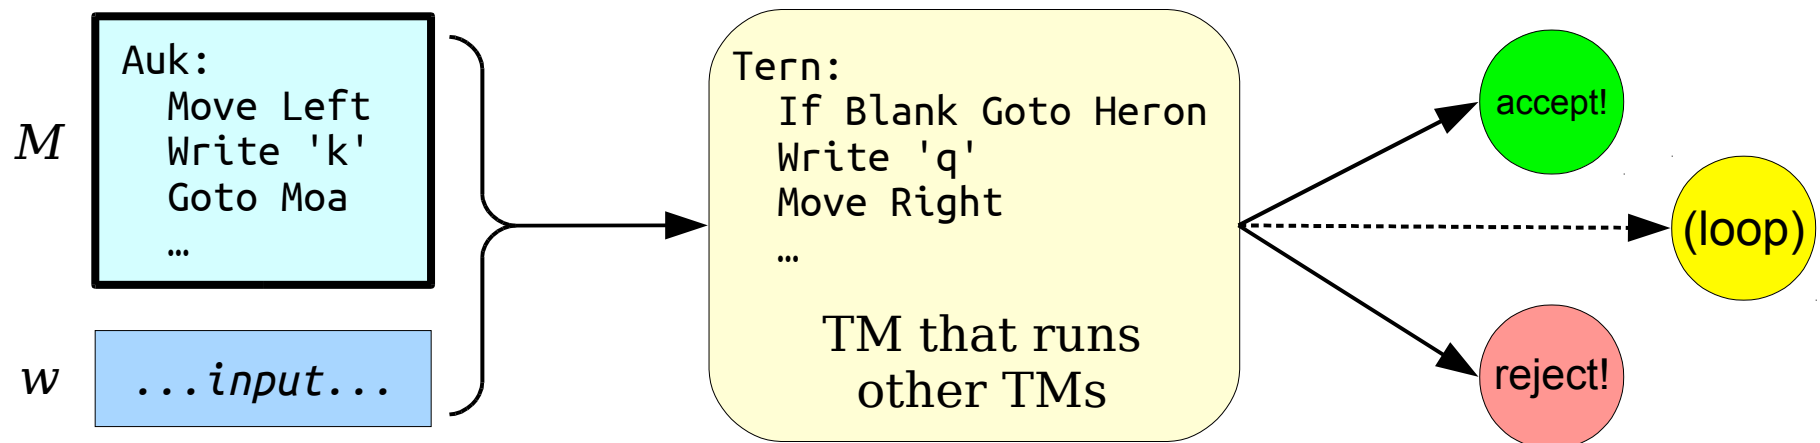 M
Auk:
Move Left
Write 'k'
Goto Moa
…
w
...input...
Tern:
If Blank Goto Heron
Write 'q'
Move Right
…
TM that runs
other TMs
accept!
(loop)
reject!